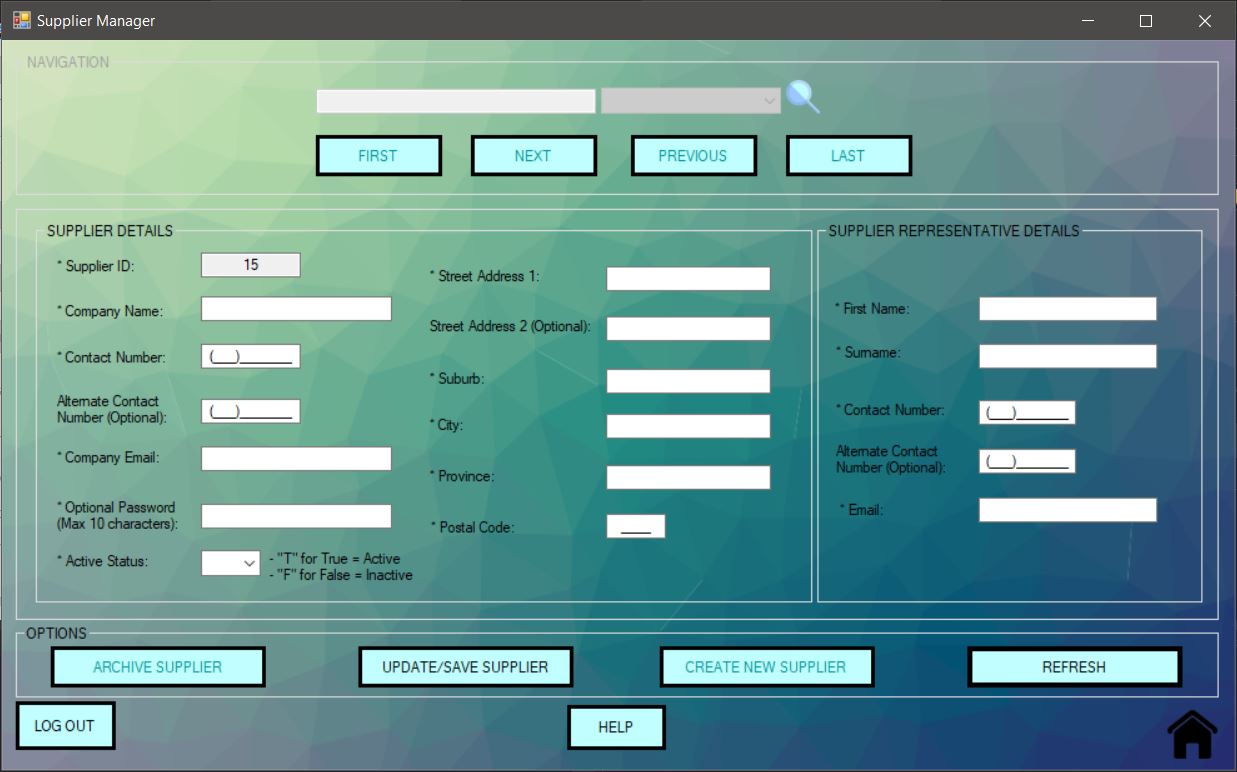 Supplier Manager
NAVIGATION
FIRST
NEXT
PREVIOUS
LAST
SUPPLIER DETAILS
* Supplier ID:
15
* Company Name:
* Contact Number:
(__)______
Alternate Contact
Number (Optional):
(__)______
* Company Email:
* Optional Password
(Max 10 characters):
* Active Status:
- "T" for True = Active
- "F" for False = Inactive
* Street Address 1:
Street Address 2 (Optional):
* Suburb:
* City:
* Province:
* Postal Code:
____
SUPPLIER REPRESENTATIVE DETAILS
* First Name:
* Surname:
* Contact Number:
(__)______
Alternate Contact
Number (Optional):
(__)______
* Email:
OPTIONS
ARCHIVE SUPPLIER
UPDATE/SAVE SUPPLIER
CREATE NEW SUPPLIER
REFRESH
LOG OUT
HELP